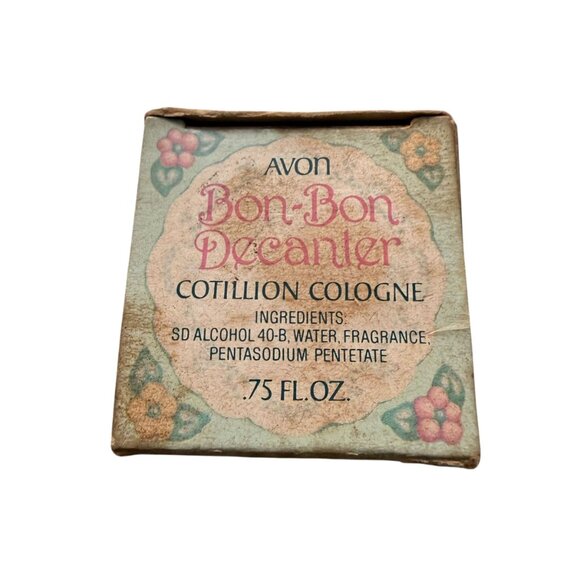 AVON
Bon-Bon
Decanter
COTILLION COLOGNE
INGREDIENTS:
SD ALCOHOL 40-B, WATER, FRAGRANCE,
PENTASODIUM PENTETATE
.75 FL.OZ.